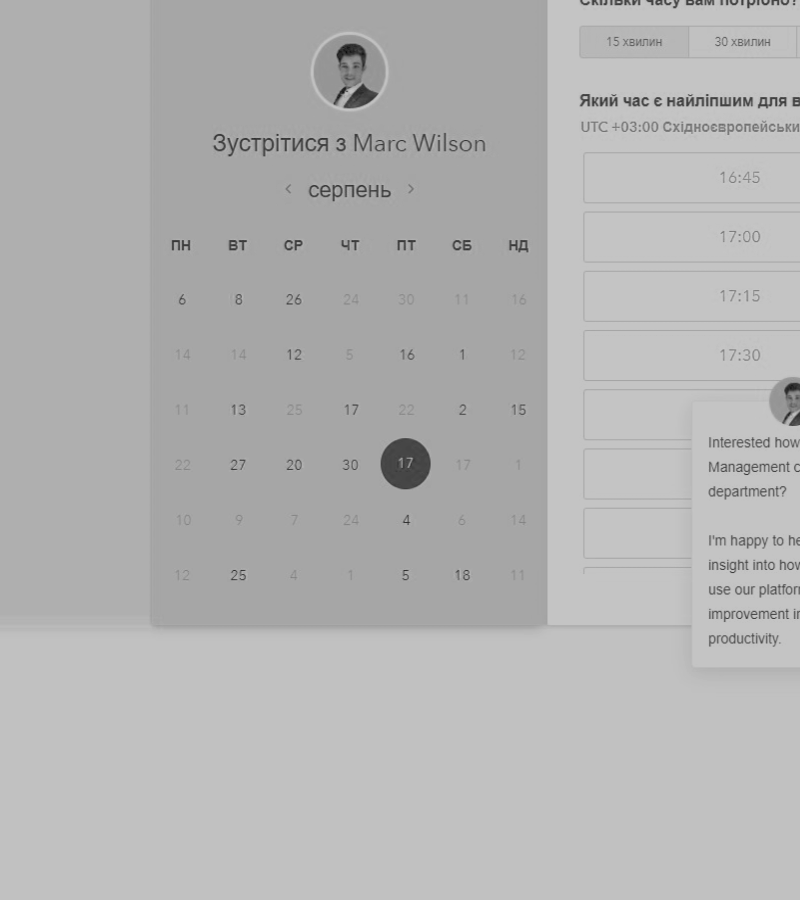 Зустрітися з Marc Wilson
‹ серпень ›
ПН ВТ СР ЧТ ПТ СБ НД
6 8 26 24 30 11 16
14 14 12 5 16 1 12
11 13 25 17 22 2 15
22 27 20 30 17 17 1
10 9 7 24 4 6 14
12 25 4 1 5 18 11
Скільки часу вам потрібно?
15 хвилин 30 хвилин
Який час є найліпшим для в
UTC +03:00 Східноєвропейськи
16:45
17:00
17:15
17:30
Interested how
Management c
department?
I'm happy to he
insight into how
use our platfor
improvement in
productivity.